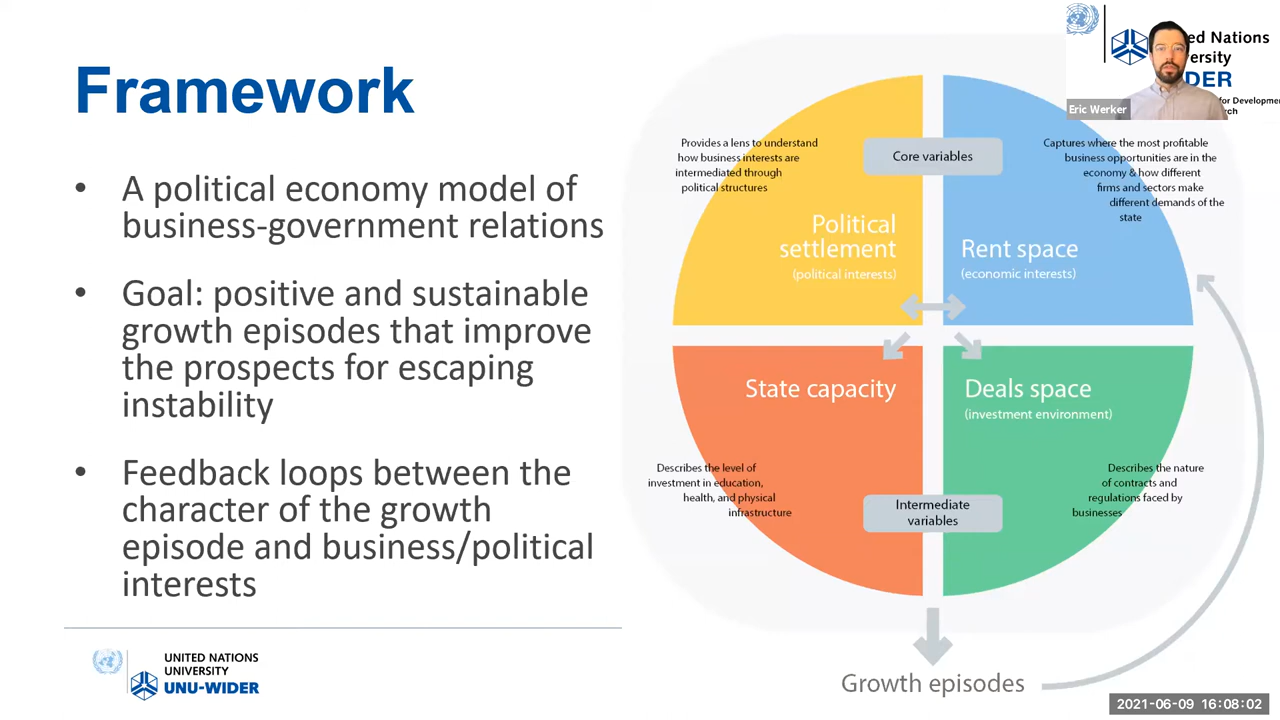 Framework
• A political economy model of
business-government relations
• Goal: positive and sustainable
growth episodes that improve
the prospects for escaping
instability
• Feedback loops between the
character of the growth
episode and business/political
interests
UNITED NATIONS
UNIVERSITY
UNU-WIDER
Provides a lens to understand
how business interests are
intermediated through
political structures
Core variables
Captures where the most profitable
business opportunities are in the
economy & how different
firms and sectors make
different demands of the
state
Political
settlement
(political interests)
Rent space
(economic interests)
State capacity
Deals space
(investment environment)
Describes the level of
investment in education,
health, and physical
infrastructure
Intermediate
variables
Describes the nature
of contracts and
regulations faced by
businesses
Growth episodes
Nations
Eric Werker
for Developm
2021-06-09 16:08:02